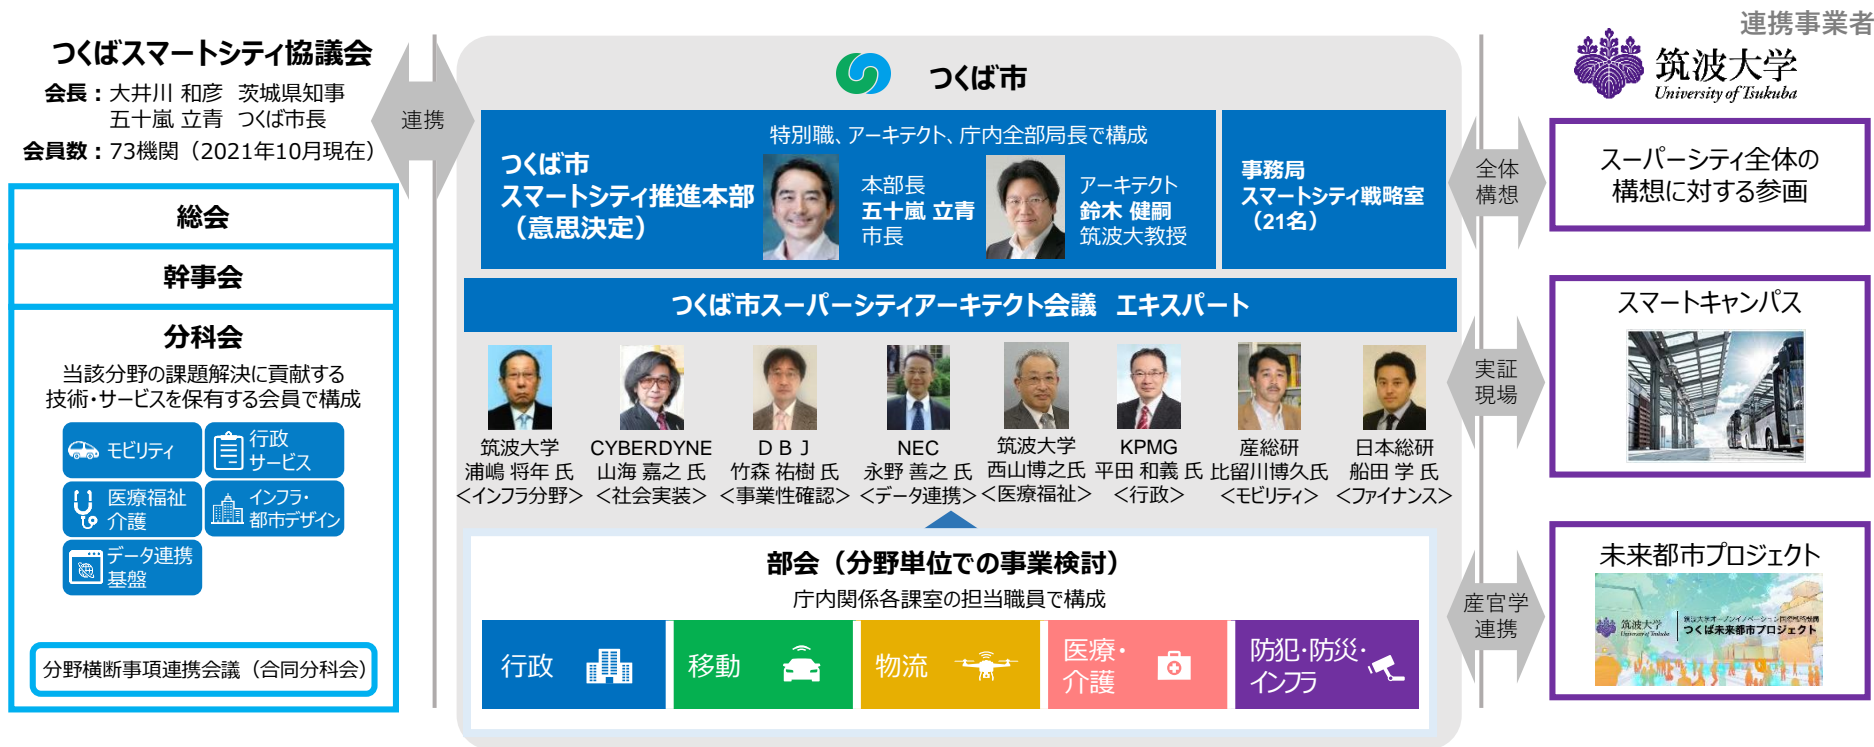 連携事業者
つくばスマートシティ協議会
会長：大井川 和彦 茨城県知事
五十嵐 立青 つくば市長
会員数：73機関（2021年10月現在）
総会
幹事会
分科会
当該分野の課題解決に貢献する
技術・サービスを保有する会員で構成
モビリティ
行政
サービス
医療福祉
介護
インフラ・
都市デザイン
データ連携
基盤
分野横断事項連携会議（合同分科会）
連携
つくば市
特別職、アーキテクト、庁内全部局長で構成
つくば市
スマートシティ推進本部
（意思決定）
本部長
五十嵐 立青
市長
アーキテクト
鈴木 健嗣
筑波大教授
事務局
スマートシティ戦略室
（21名）
つくば市スーパーシティアーキテクト会議 エキスパート
筑波大学
浦嶋 将年 氏
＜インフラ分野＞
CYBERDYNE
山海 嘉之 氏
＜社会実装＞
ＤＢＪ
竹森 祐樹 氏
＜事業性確認＞
NEC
永野 善之 氏
＜データ連携＞
筑波大学
西山博之氏
＜医療福祉＞
KPMG
平田 和義 氏
＜行政＞
産総研
比留川博久氏
＜モビリティ＞
日本総研
船田 学 氏
＜ファイナンス＞
部会（分野単位での事業検討）
庁内関係各課室の担当職員で構成
行政
移動
物流
医療・
介護
防犯・防災・
インフラ
全体
構想
実証
現場
産官学
連携
筑波大学
University of Tsukuba
スーパーシティ全体の
構想に対する参画
スマートキャンパス
未来都市プロジェクト
筑波大学
University of Tsukuba
つくば未来都市プロジェクト